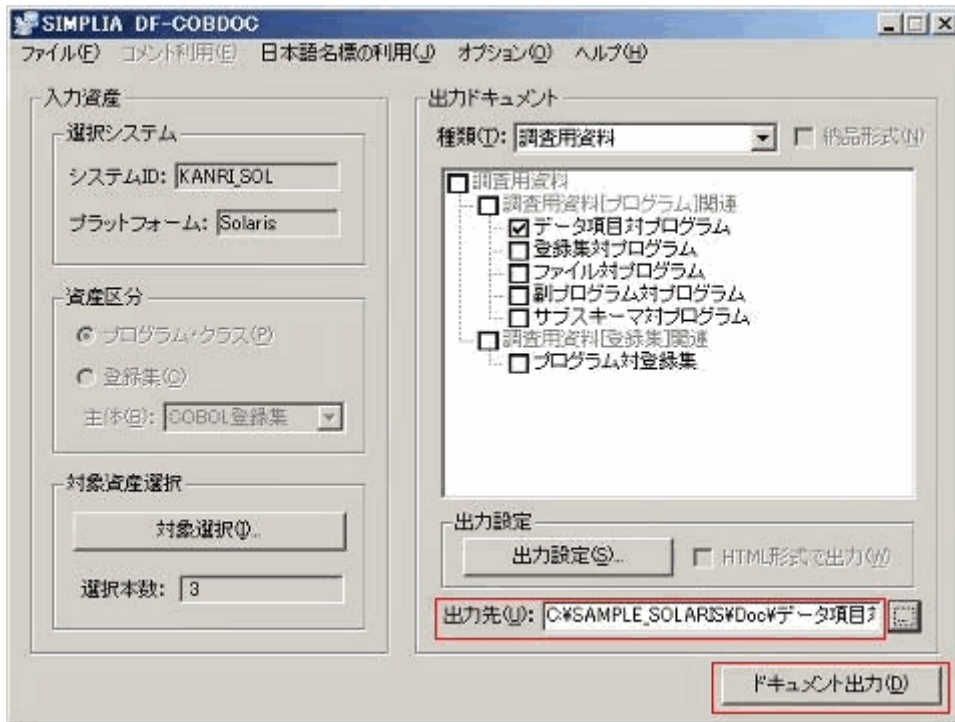 SIMPLIA DF-COBDOC
ファイル(F) コメント利用(E) 日本語名標の利用(J) オプション(O) ヘルプ(H)
入力資産
選択システム
システムID: KANRI_SOL
プラットフォーム: Solaris
資産区分
プログラム・クラス(P)
登録集(C)
主体(B): COBOL登録集
対象資産選択
対象選択(I)...
選択本数: 3
出力ドキュメント
種類(T): 調査用資料
納品形式(N)
調査用資料
調査用資料[プログラム]関連
データ項目対プログラム
登録集対プログラム
ファイル対プログラム
副プログラム対プログラム
サブスキーマ対プログラム
調査用資料[登録集]関連
プログラム対登録集
出力設定
出力設定(S)...
HTML形式で出力(W)
出力先(U): C:¥SAMPLE_SOLARIS¥Doc¥データ項目対
...
ドキュメント出力(D)